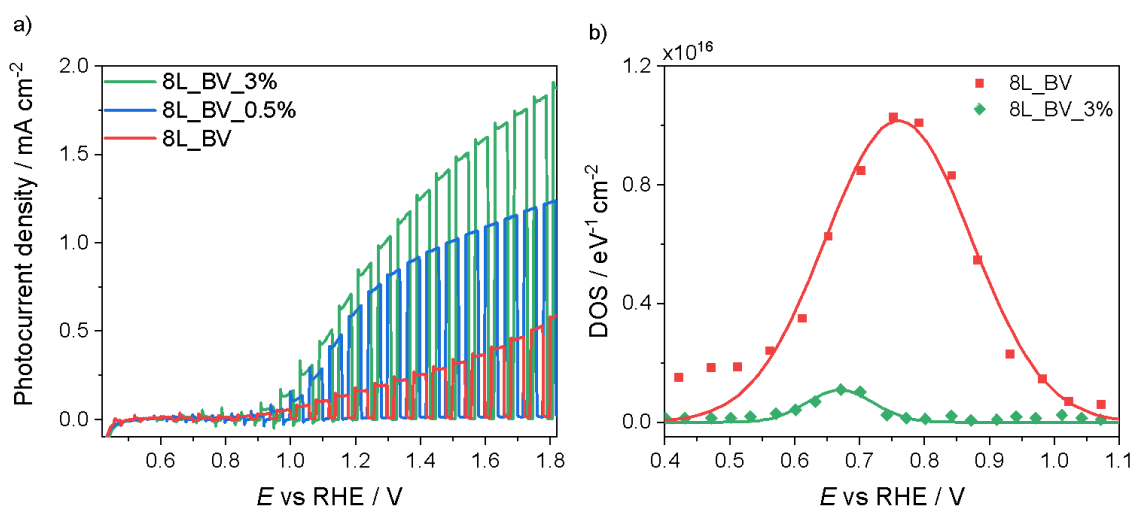 a)
Photocurrent density / mA cm⁻²
2.0
1.5
1.0
0.5
0.0
8L_BV_3%
8L_BV_0.5%
8L_BV
0.6 0.8 1.0 1.2 1.4 1.6 1.8
E vs RHE / V
b)
x10¹⁶
DOS / eV⁻¹ cm⁻²
1.2
0.8
0.4
0.0
8L_BV
8L_BV_3%
0.4 0.5 0.6 0.7 0.8 0.9 1.0 1.1
E vs RHE / V